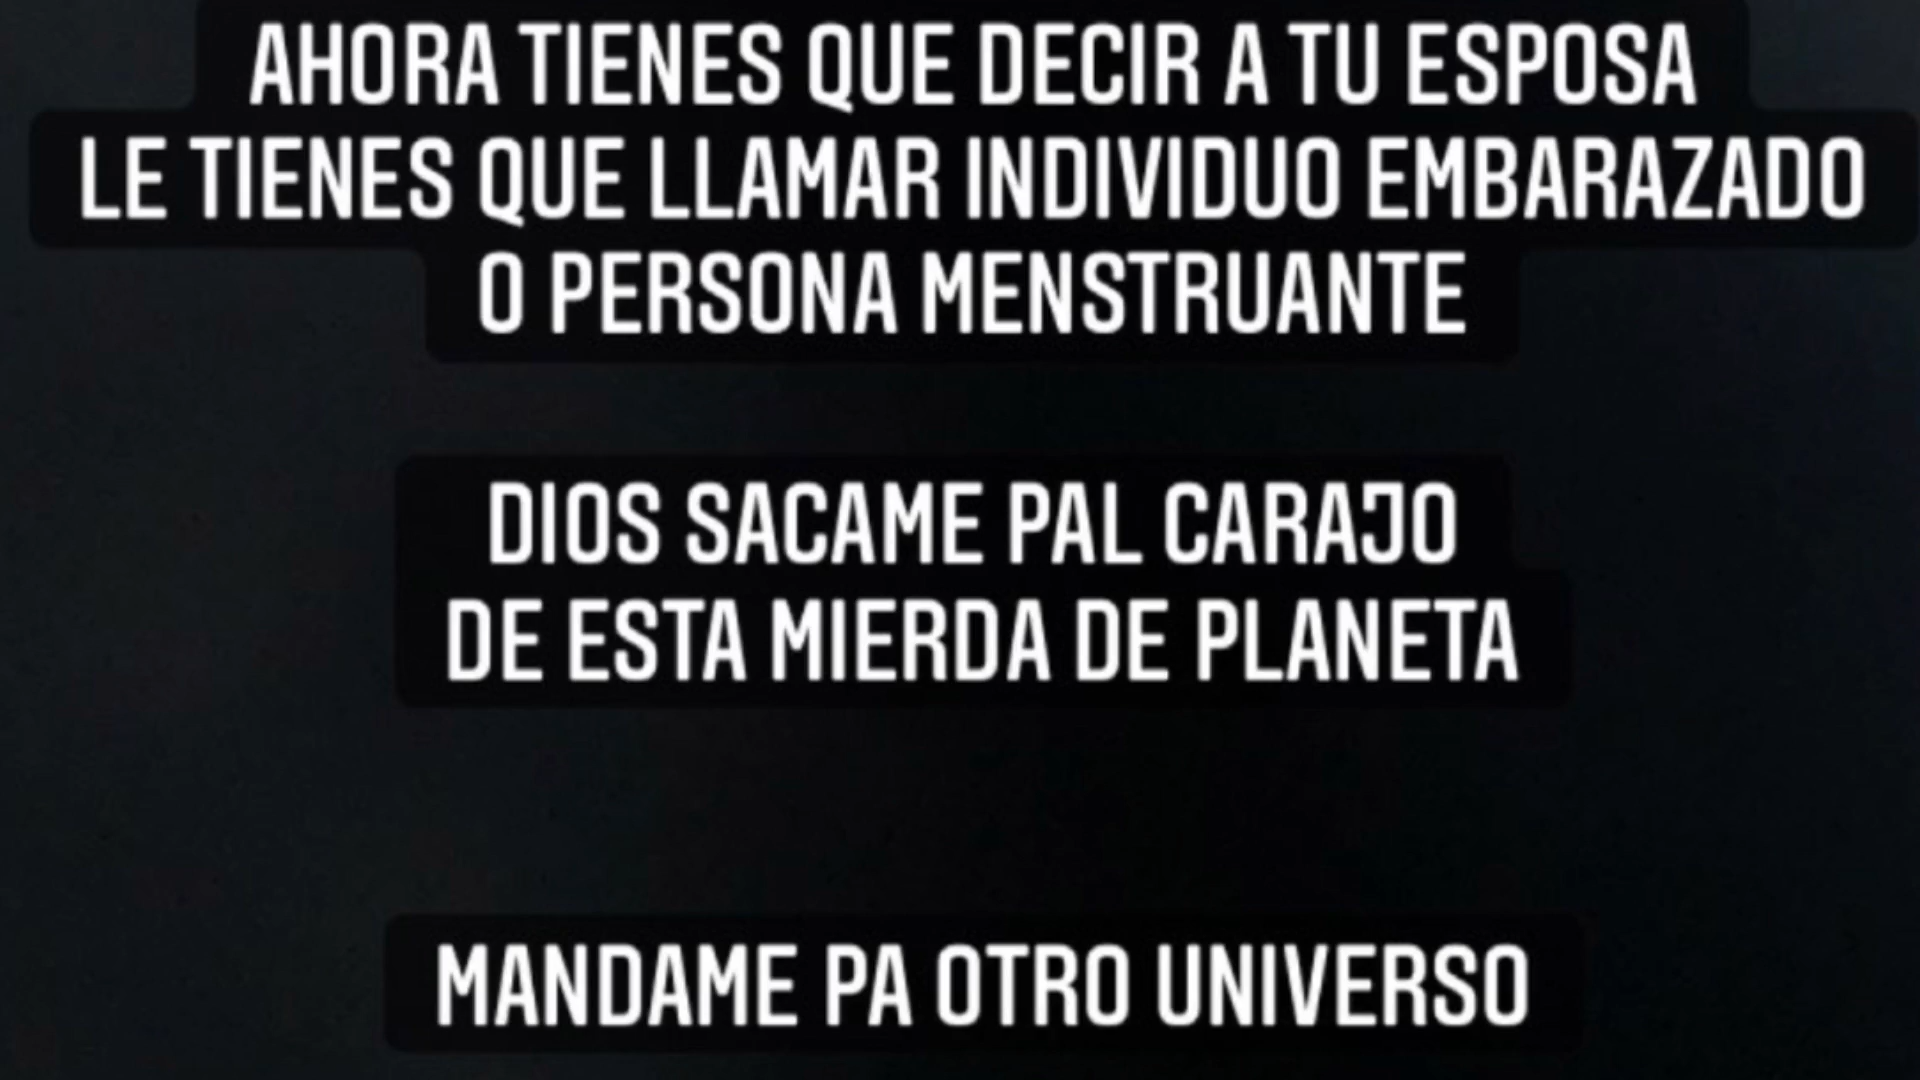 AHORA TIENES QUE DECIR A TU ESPOSA
LE TIENES QUE LLAMAR INDIVIDUO EMBARAZADO
O PERSONA MENSTRUANTE
DIOS SACAME PAL CARAJO
DE ESTA MIERDA DE PLANETA
MANDAME PA OTRO UNIVERSO